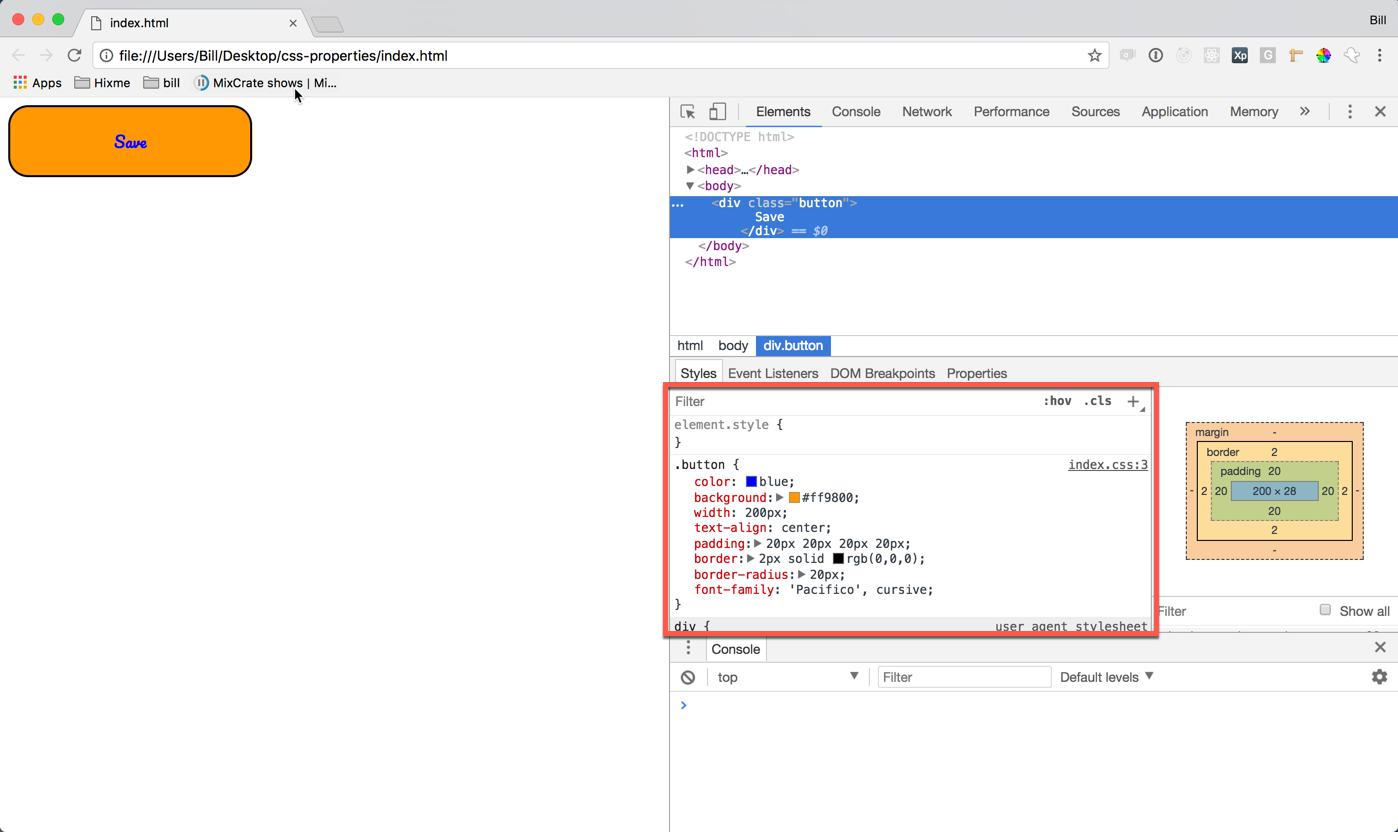 index.html
Bill
file:///Users/Bill/Desktop/css-properties/index.html
Xp G
Apps Hixme bill MixCrate shows | Mi...
Save
Elements Console Network Performance Sources Application Memory »
<!DOCTYPE html>
<html>
<head>…</head>
<body>
... <div class="button">
Save
</div> == $0
</body>
</html>
html body div.button
Styles Event Listeners DOM Breakpoints Properties
Filter :hov .cls +
element.style {
}
.button { index.css:3
color: blue;
background: #ff9800;
width: 200px;
text-align: center;
padding: 20px 20px 20px 20px;
border: 2px solid rgb(0,0,0);
border-radius: 20px;
font-family: 'Pacifico', cursive;
}
div { user agent stylesheet
margin -
border 2
padding 20
- 2 20 200 × 28 20 2 -
20
2
-
Filter Show all
Console
top Filter Default levels
>